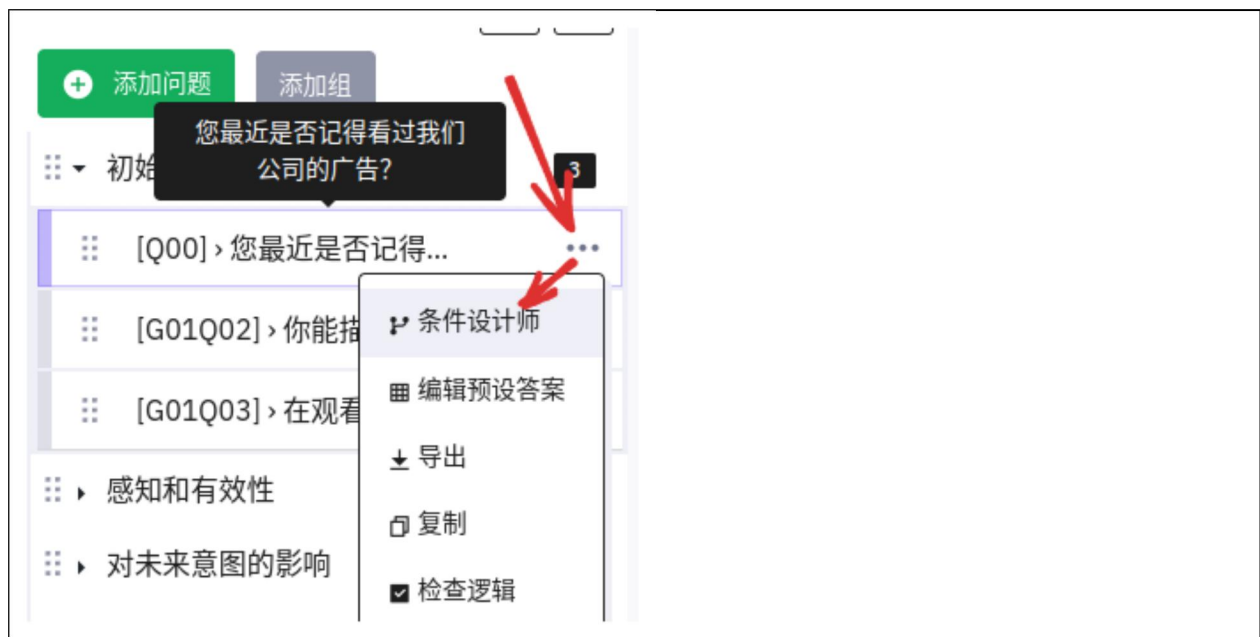 添加问题
添加组
您最近是否记得看过我们
公司的广告?
初始
3
[Q00] › 您最近是否记得...
条件设计师
[G01Q02] › 你能描
编辑预设答案
[G01Q03] › 在观看
导出
感知和有效性
复制
对未来意图的影响
检查逻辑